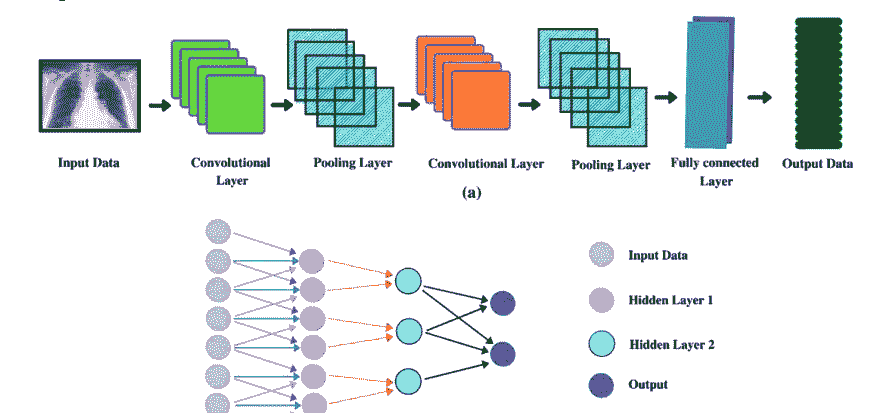 Input Data
Convolutional
Layer
Pooling Layer
Convolutional Layer
Pooling Layer
Fully connected
Layer
Output Data
(a)
Input Data
Hidden Layer 1
Hidden Layer 2
Output